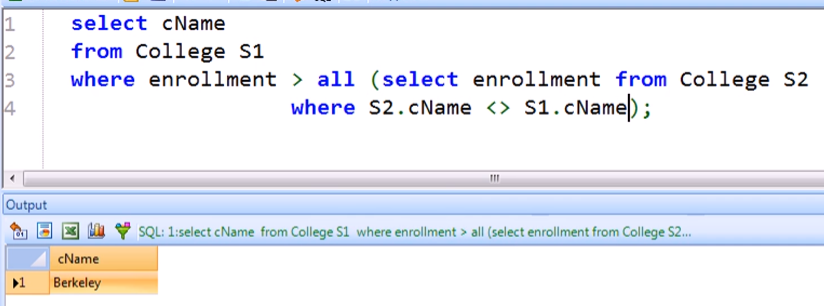 1 select cName
2 from College S1
3 where enrollment > all (select enrollment from College S2
4 where S2.cName <> S1.cName);
Output
SQL: 1:select cName from College S1 where enrollment > all (select enrollment from College S2...
cName
1 Berkeley